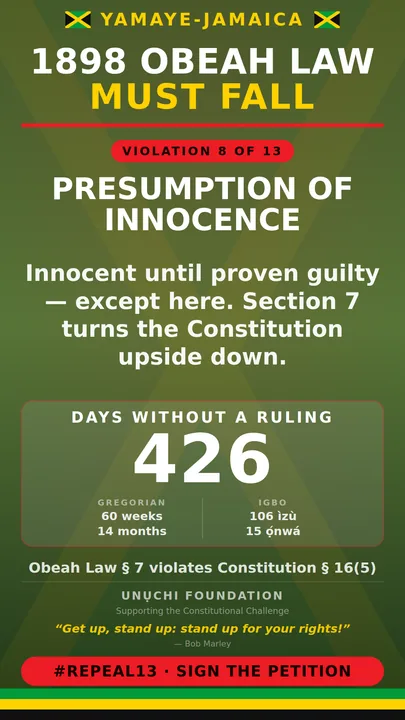 YAMAYE-JAMAICA
1898 OBEAH LAW
MUST FALL
VIOLATION 8 OF 13
PRESUMPTION OF
INNOCENCE
Innocent until proven guilty
— except here. Section 7
turns the Constitution
upside down.
DAYS WITHOUT A RULING
426
GREGORIAN
60 weeks
14 months
IGBO
106 ìzù
15 ọ́nwá
Obeah Law § 7 violates Constitution § 16(5)
UNỤCHI FOUNDATION
Supporting the Constitutional Challenge
“Get up, stand up: stand up for your rights!”
— Bob Marley
#REPEAL13 · SIGN THE PETITION